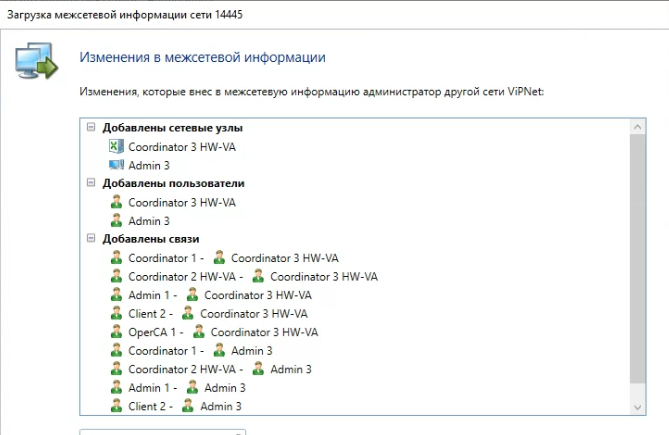 Загрузка межсетевой информации сети 14445
Изменения в межсетевой информации
Изменения, которые внес в межсетевую информацию администратор другой сети ViPNet:
Добавлены сетевые узлы
Coordinator 3 HW-VA
Admin 3
Добавлены пользователи
Coordinator 3 HW-VA
Admin 3
Добавлены связи
Coordinator 1 - Coordinator 3 HW-VA
Coordinator 2 HW-VA - Coordinator 3 HW-VA
Admin 1 - Coordinator 3 HW-VA
Client 2 - Coordinator 3 HW-VA
OperCA 1 - Coordinator 3 HW-VA
Coordinator 1 - Admin 3
Coordinator 2 HW-VA - Admin 3
Admin 1 - Admin 3
Client 2 - Admin 3